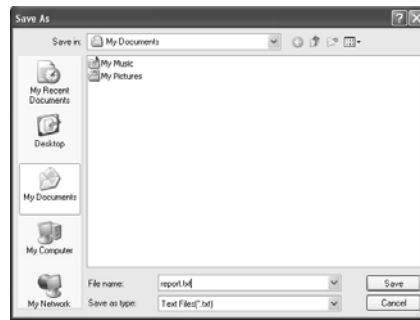 Save As
Save in:
My Documents
My Music
My Pictures
My Recent
Documents
Desktop
My Documents
My Computer
My Network
File name:
report.txt
Save
Save as type:
Text Files(*.txt)
Cancel